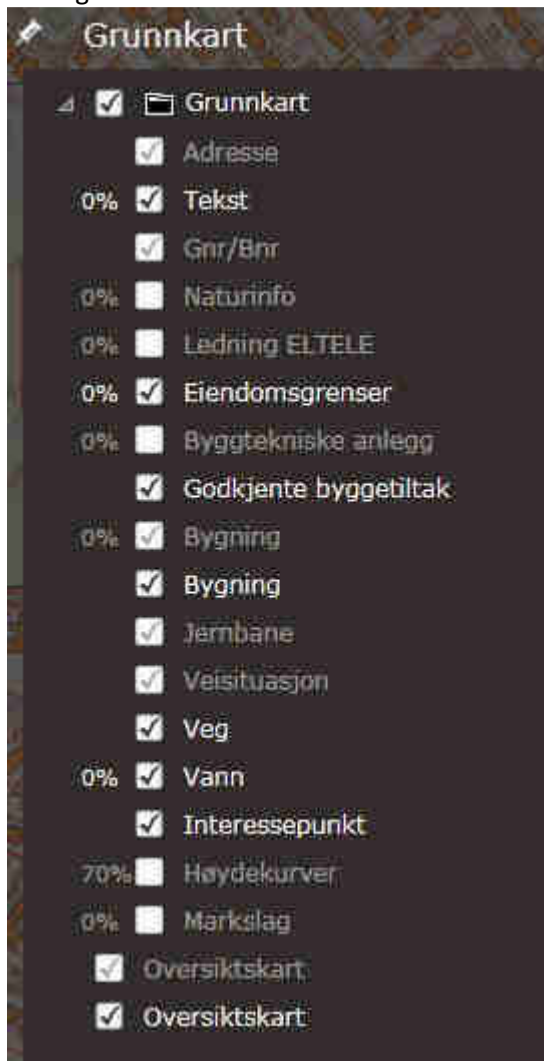 Grunnkart
Grunnkart
Adresse
0% Tekst
Gnr/Bnr
0% Naturinfo
0% Ledning ELTELE
0% Eiendomsgrenser
0% Byggtekniske anlegg
Godkjente byggetiltak
0% Bygning
Bygning
Jernbane
Veisituasjon
Veg
0% Vann
Interessepunkt
70% Høydekurver
0% Markslag
Oversiktskart
Oversiktskart